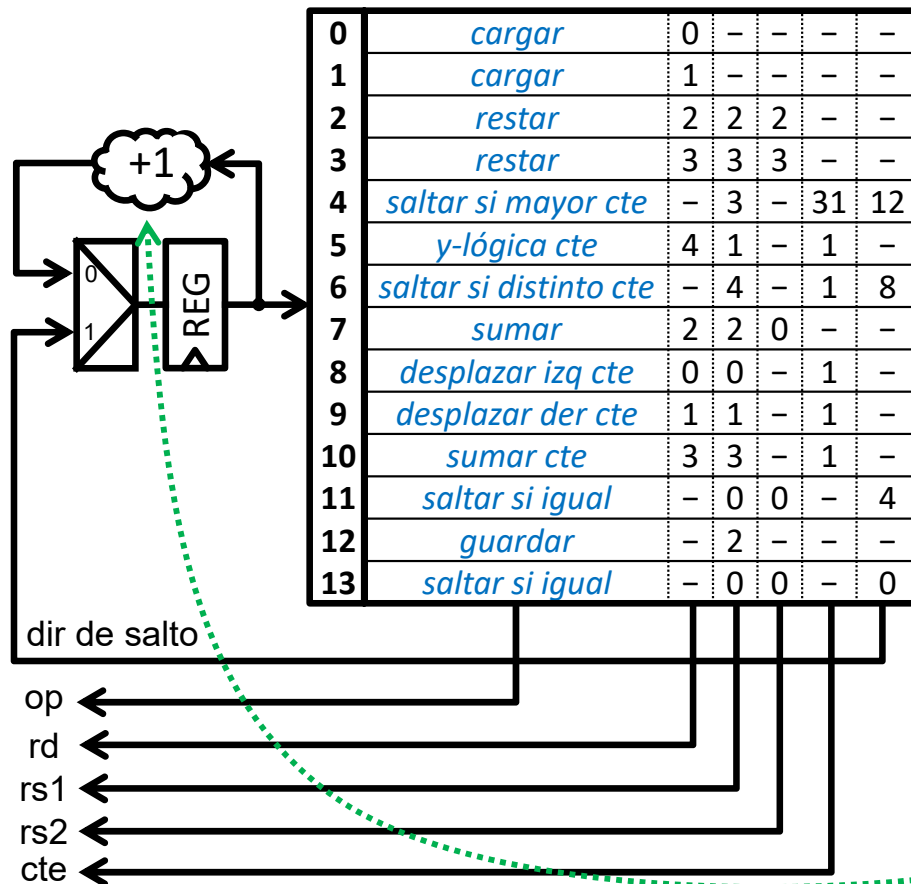 0 cargar 0 – – – –
1 cargar 1 – – – –
2 restar 2 2 2 – –
3 restar 3 3 3 – –
4 saltar si mayor cte – 3 – 31 12
5 y-lógica cte 4 1 – 1 –
6 saltar si distinto cte – 4 – 1 8
7 sumar 2 2 0 – –
8 desplazar izq cte 0 0 – 1 –
9 desplazar der cte 1 1 – 1 –
10 sumar cte 3 3 – 1 –
11 saltar si igual – 0 0 – 4
12 guardar – 2 – – –
13 saltar si igual – 0 0 – 0
+1
0
1
REG
dir de salto
op
rd
rs1
rs2
cte